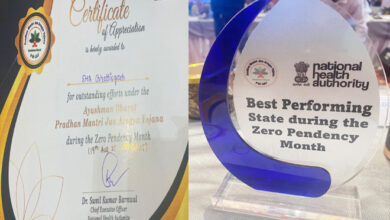 Certificate
of Appreciation
is hereby awarded to
SHA Chhattisgarh
for outstanding efforts under the
Ayushman Bharat
Pradhan Mantri Jan Arogya Yojana
during the Zero Pendency Month
Dr. Sunil Kumar Barnwal
Chief Executive Officer
National Health Authority
national
health
authority
Best Performing
State during the
Zero Pendency
Month